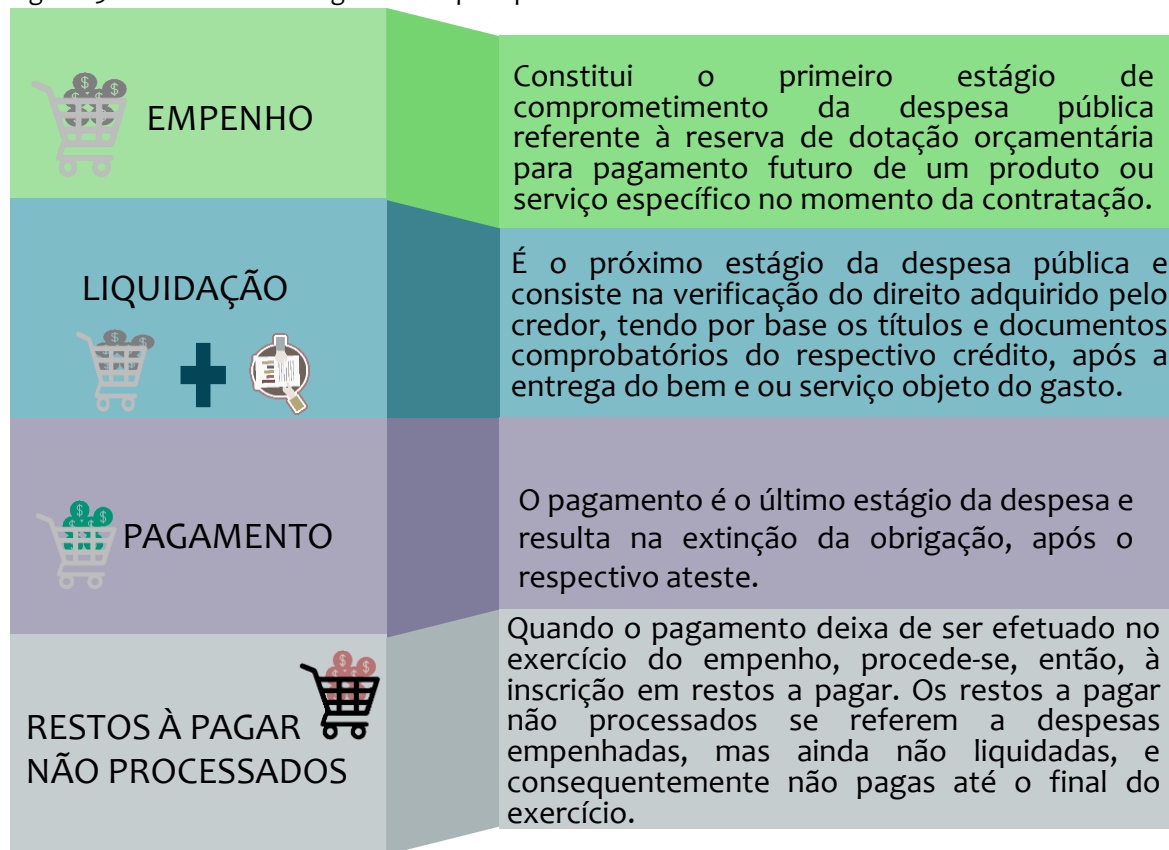 EMPENHO
Constitui o primeiro estágio de
comprometimento da despesa pública
referente à reserva de dotação orçamentária
para pagamento futuro de um produto ou
serviço específico no momento da contratação.
LIQUIDAÇÃO
É o próximo estágio da despesa pública e
consiste na verificação do direito adquirido pelo
credor, tendo por base os títulos e documentos
comprobatórios do respectivo crédito, após a
entrega do bem e ou serviço objeto do gasto.
PAGAMENTO
O pagamento é o último estágio da despesa e
resulta na extinção da obrigação, após o
respectivo ateste.
RESTOS À PAGAR
NÃO PROCESSADOS
Quando o pagamento deixa de ser efetuado no
exercício do empenho, procede-se, então, à
inscrição em restos a pagar. Os restos a pagar
não processados se referem a despesas
empenhadas, mas ainda não liquidadas, e
consequentemente não pagas até o final do
exercício.